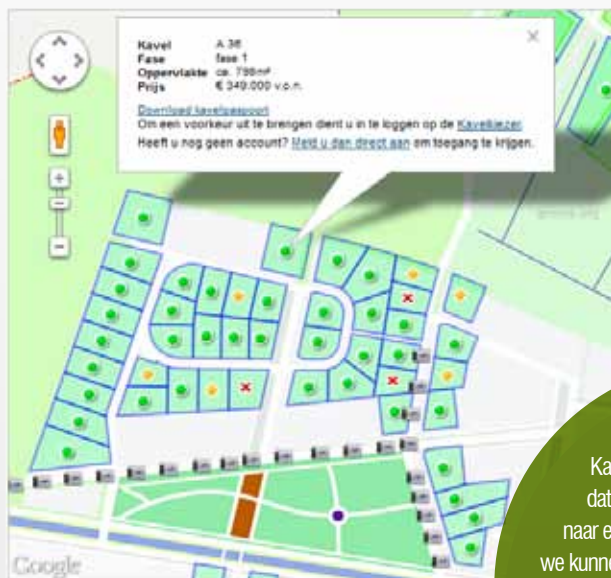 Kavel A 36
Fase fase 1
Oppervlakte ca. 798m²
Prijs € 349.000 v.o.n.
Download kavelpaspoort
Om een voorkeur uit te brengen dient u in te loggen op de Kavelkiezer.
Heeft u nog geen account? Meld u dan direct aan om toegang te krijgen.
Ka
dat
naar e
we kunne
Google